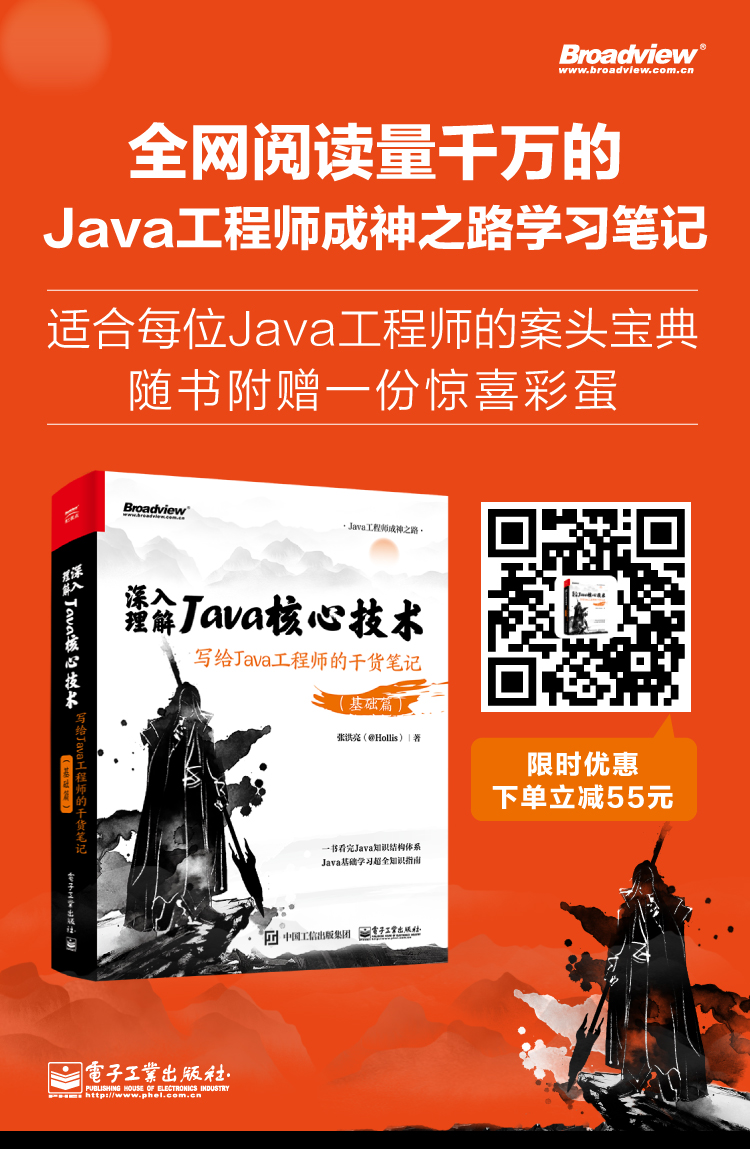 Broadview®
www.broadview.com.cn
全网阅读量千万的
Java工程师成神之路学习笔记
适合每位Java工程师的案头宝典
随书附赠一份惊喜彩蛋
Broadview®
www.broadview.com.cn
·Java工程师成神之路·
深入
理解
Java核心技术
写给Java工程师的干货笔记
（基础篇）
张洪亮（@Hollis）|著
一书看完Java知识结构体系
Java基础学习超全知识指南
中国工信出版集团
電子工業出版社
深入
理解
Java核心技术
写给Java工程师的干货笔记
（基础篇）
電子工業出版社
限时优惠
下单立减55元
電子工業出版社.
PUBLISHING HOUSE OF ELECTRONICS INDUSTRY
http://www.phei.com.cn